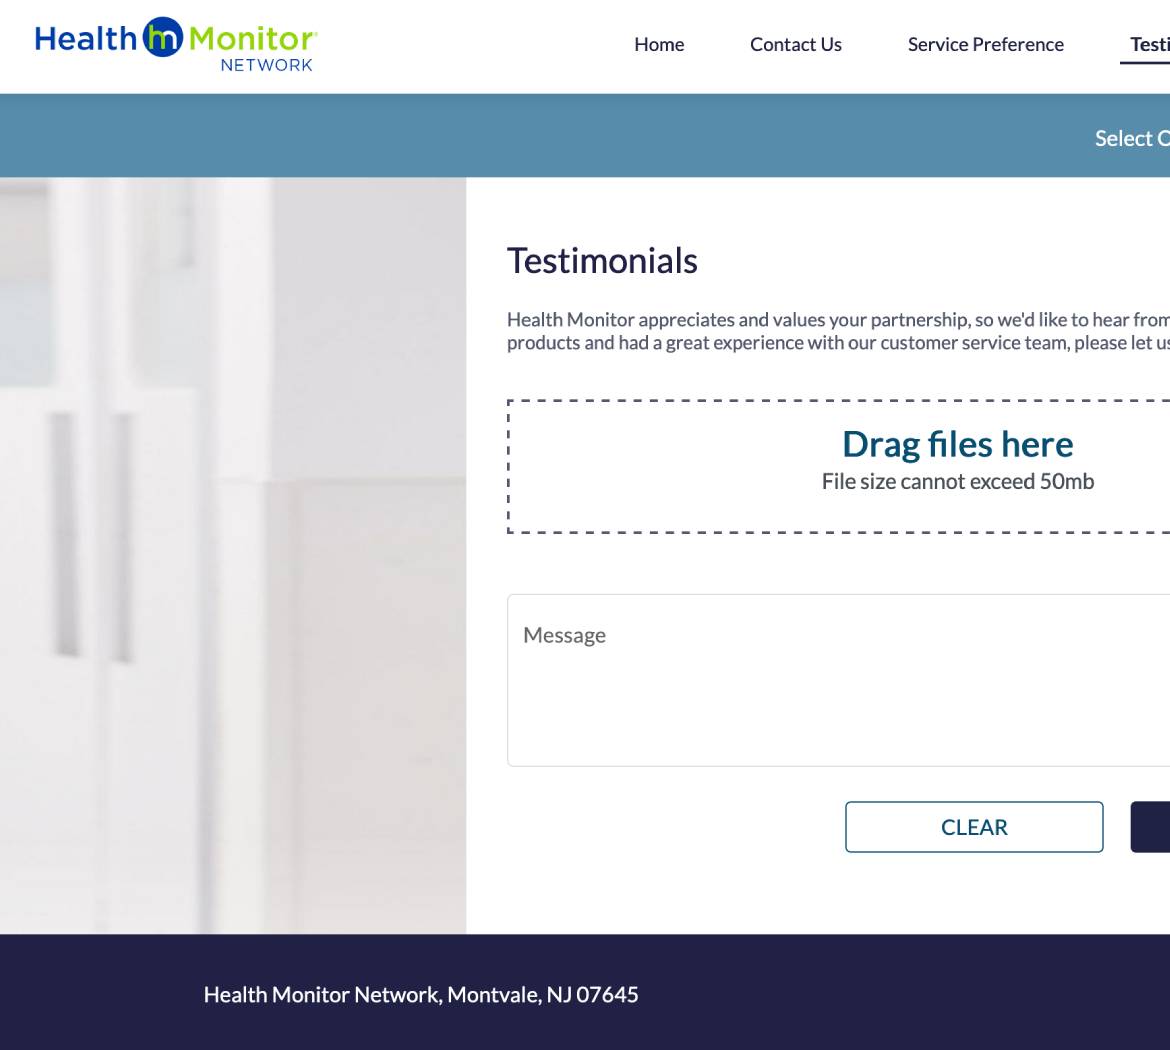 Health Monitor
NETWORK
Home
Contact Us
Service Preference
Testi
Select
Testimonials
Health Monitor appreciates and values your partnership, so we'd like to hear from
products and had a great experience with our customer service team, please let us
Drag files here
File size cannot exceed 50mb
Message
CLEAR
Health Monitor Network, Montvale, NJ 07645